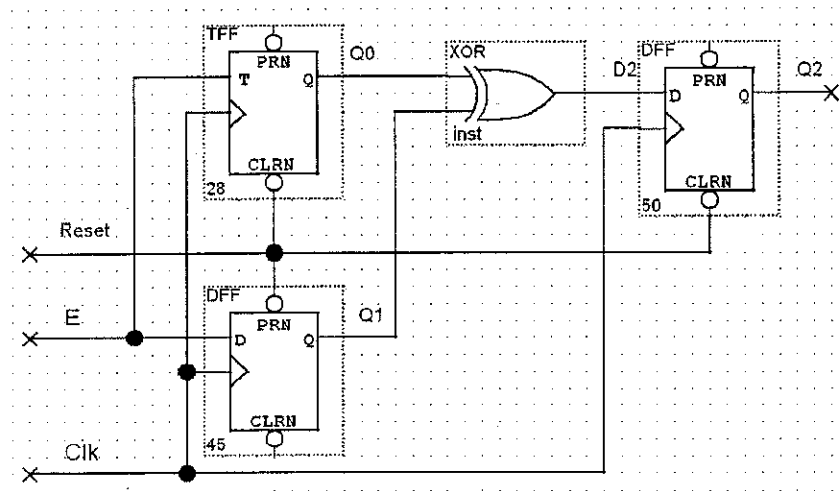 TFF
PRN
T
Q
CLRN
28
Q0
XOR
inst
D2
DFF
PRN
D
Q
CLRN
50
Q2
Reset
E
Clk
DFF
PRN
D
Q
CLRN
45
Q1